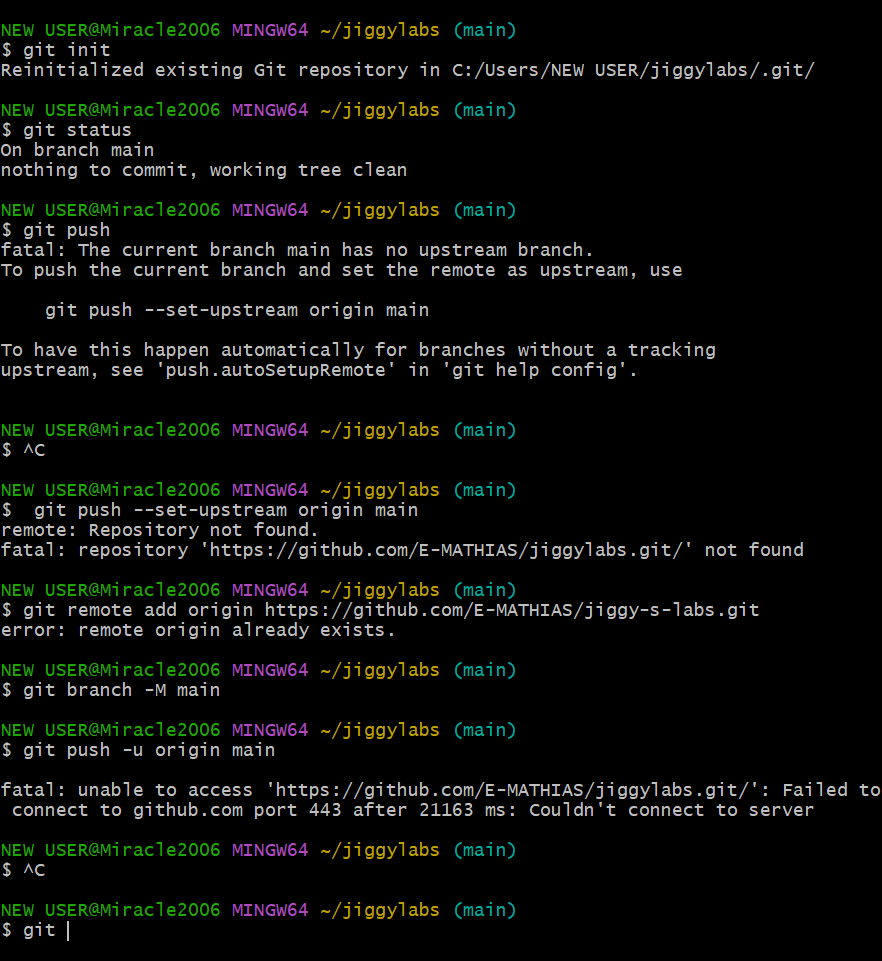 NEW USER@Miracle2006 MINGW64 ~/jiggylabs (main)
$ git init
Reinitialized existing Git repository in C:/Users/NEW USER/jiggylabs/.git/
NEW USER@Miracle2006 MINGW64 ~/jiggylabs (main)
$ git status
On branch main
nothing to commit, working tree clean
NEW USER@Miracle2006 MINGW64 ~/jiggylabs (main)
$ git push
fatal: The current branch main has no upstream branch.
To push the current branch and set the remote as upstream, use
    git push --set-upstream origin main
To have this happen automatically for branches without a tracking
upstream, see 'push.autoSetupRemote' in 'git help config'.
NEW USER@Miracle2006 MINGW64 ~/jiggylabs (main)
$ ^C
NEW USER@Miracle2006 MINGW64 ~/jiggylabs (main)
$  git push --set-upstream origin main
remote: Repository not found.
fatal: repository 'https://github.com/E-MATHIAS/jiggylabs.git/' not found
NEW USER@Miracle2006 MINGW64 ~/jiggylabs (main)
$ git remote add origin https://github.com/E-MATHIAS/jiggy-s-labs.git
error: remote origin already exists.
NEW USER@Miracle2006 MINGW64 ~/jiggylabs (main)
$ git branch -M main
NEW USER@Miracle2006 MINGW64 ~/jiggylabs (main)
$ git push -u origin main
fatal: unable to access 'https://github.com/E-MATHIAS/jiggylabs.git/': Failed to
 connect to github.com port 443 after 21163 ms: Couldn't connect to server
NEW USER@Miracle2006 MINGW64 ~/jiggylabs (main)
$ ^C
NEW USER@Miracle2006 MINGW64 ~/jiggylabs (main)
$ git